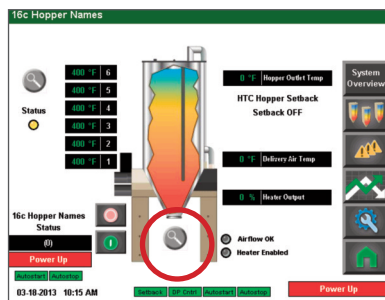 16c Hopper Names
400 °F 6
400 °F 5
400 °F 4
400 °F 3
400 °F 2
400 °F 1
Status
0 °F Hopper Outlet Temp
HTC Hopper Setback
Setback OFF
0 °F Delivery Air Temp
0 % Heater Output
System
Overview
16c Hopper Names
Status
(0)
Power Up
Airflow OK
Heater Enabled
Autostart Autostop
03-18-2013 10:15 AM
Setback DP Cntrl Autostart Autostop
Power Up